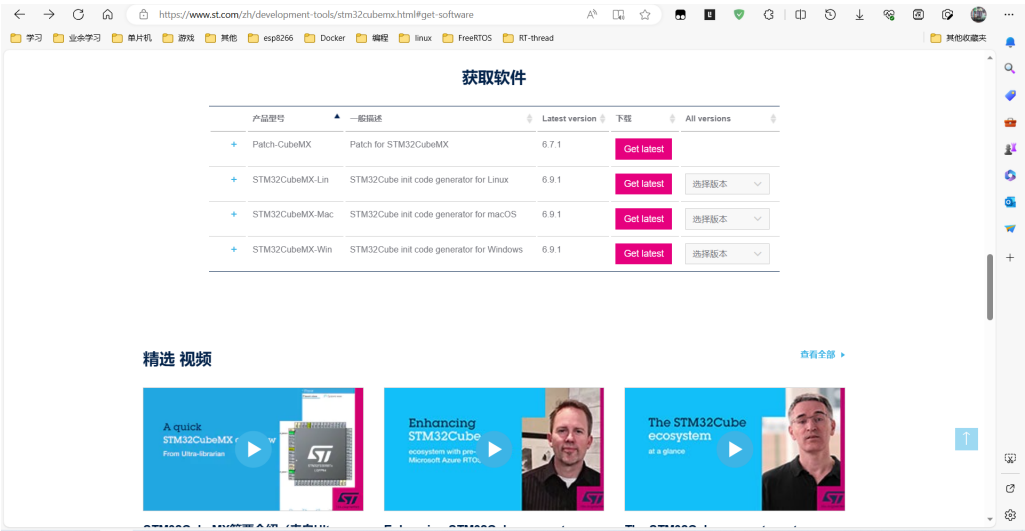 https://www.st.com/zh/development-tools/stm32cubemx.html#get-software
学习 业余学习 单片机 游戏 其他 esp8266 Docker 编程 linux FreeRTOS RT-thread 其他收藏夹
获取软件
产品型号 一般描述 Latest version 下载 All versions
+ Patch-CubeMX Patch for STM32CubeMX 6.7.1 Get latest
+ STM32CubeMX-Lin STM32Cube init code generator for Linux 6.9.1 Get latest 选择版本
+ STM32CubeMX-Mac STM32Cube init code generator for macOS 6.9.1 Get latest 选择版本
+ STM32CubeMX-Win STM32Cube init code generator for Windows 6.9.1 Get latest 选择版本
精选 视频
查看全部
A quick
STM32CubeMX
From Ultra-librarian
Enhancing
STM32Cube
ecosystem with pre-
Microsoft Azure RTO
The STM32Cube
ecosystem
at a glance